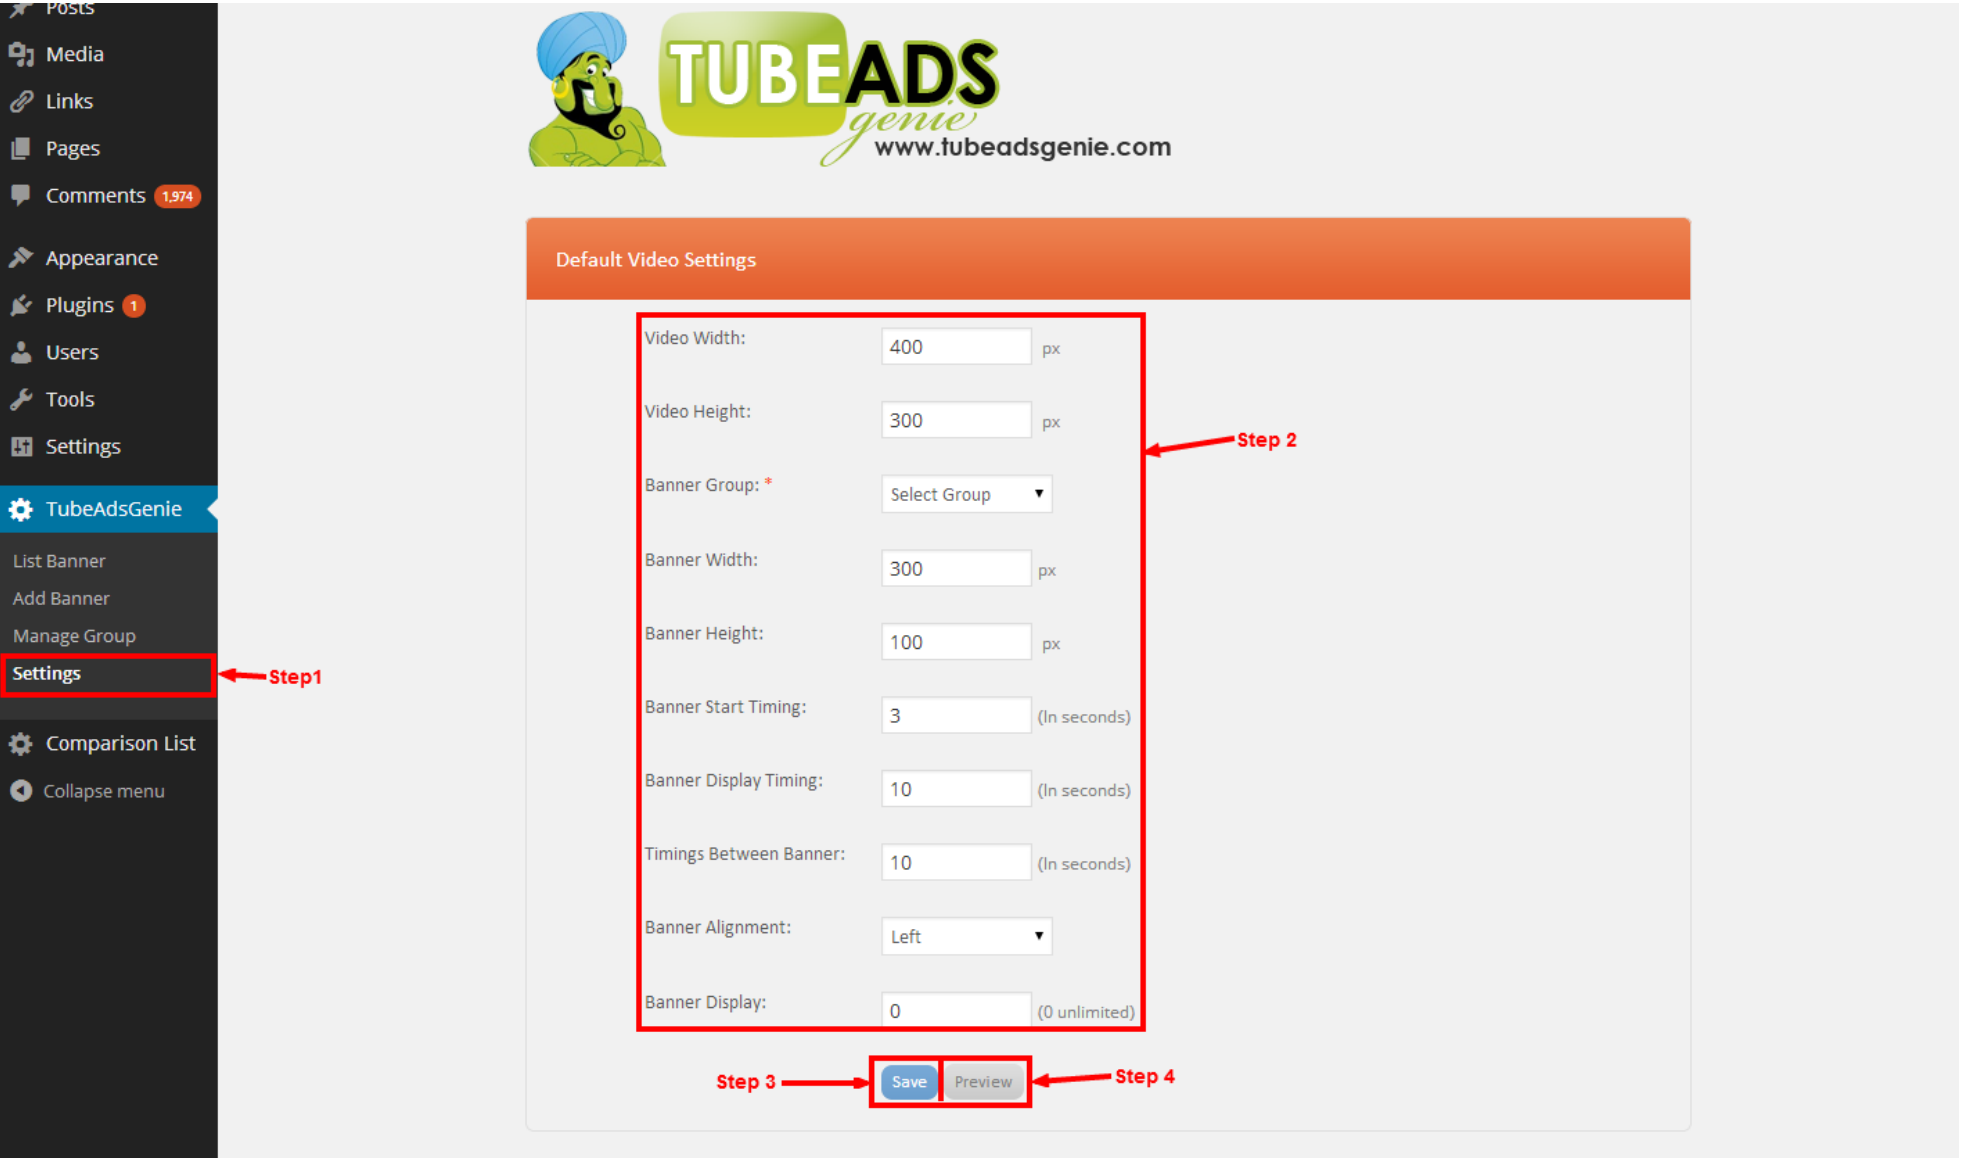 Posts
Media
Links
Pages
Comments 1,974
Appearance
Plugins 1
Users
Tools
Settings
TubeAdsGenie
List Banner
Add Banner
Manage Group
Settings
Step1
Comparison List
Collapse menu
TUBEADS
genie
www.tubeadsgenie.com
Default Video Settings
Video Width: 400 px
Video Height: 300 px
Step 2
Banner Group: * Select Group
Banner Width: 300 px
Banner Height: 100 px
Banner Start Timing: 3 (In seconds)
Banner Display Timing: 10 (In seconds)
Timings Between Banner: 10 (In seconds)
Banner Alignment: Left
Banner Display: 0 (0 unlimited)
Step 3 Save Preview Step 4